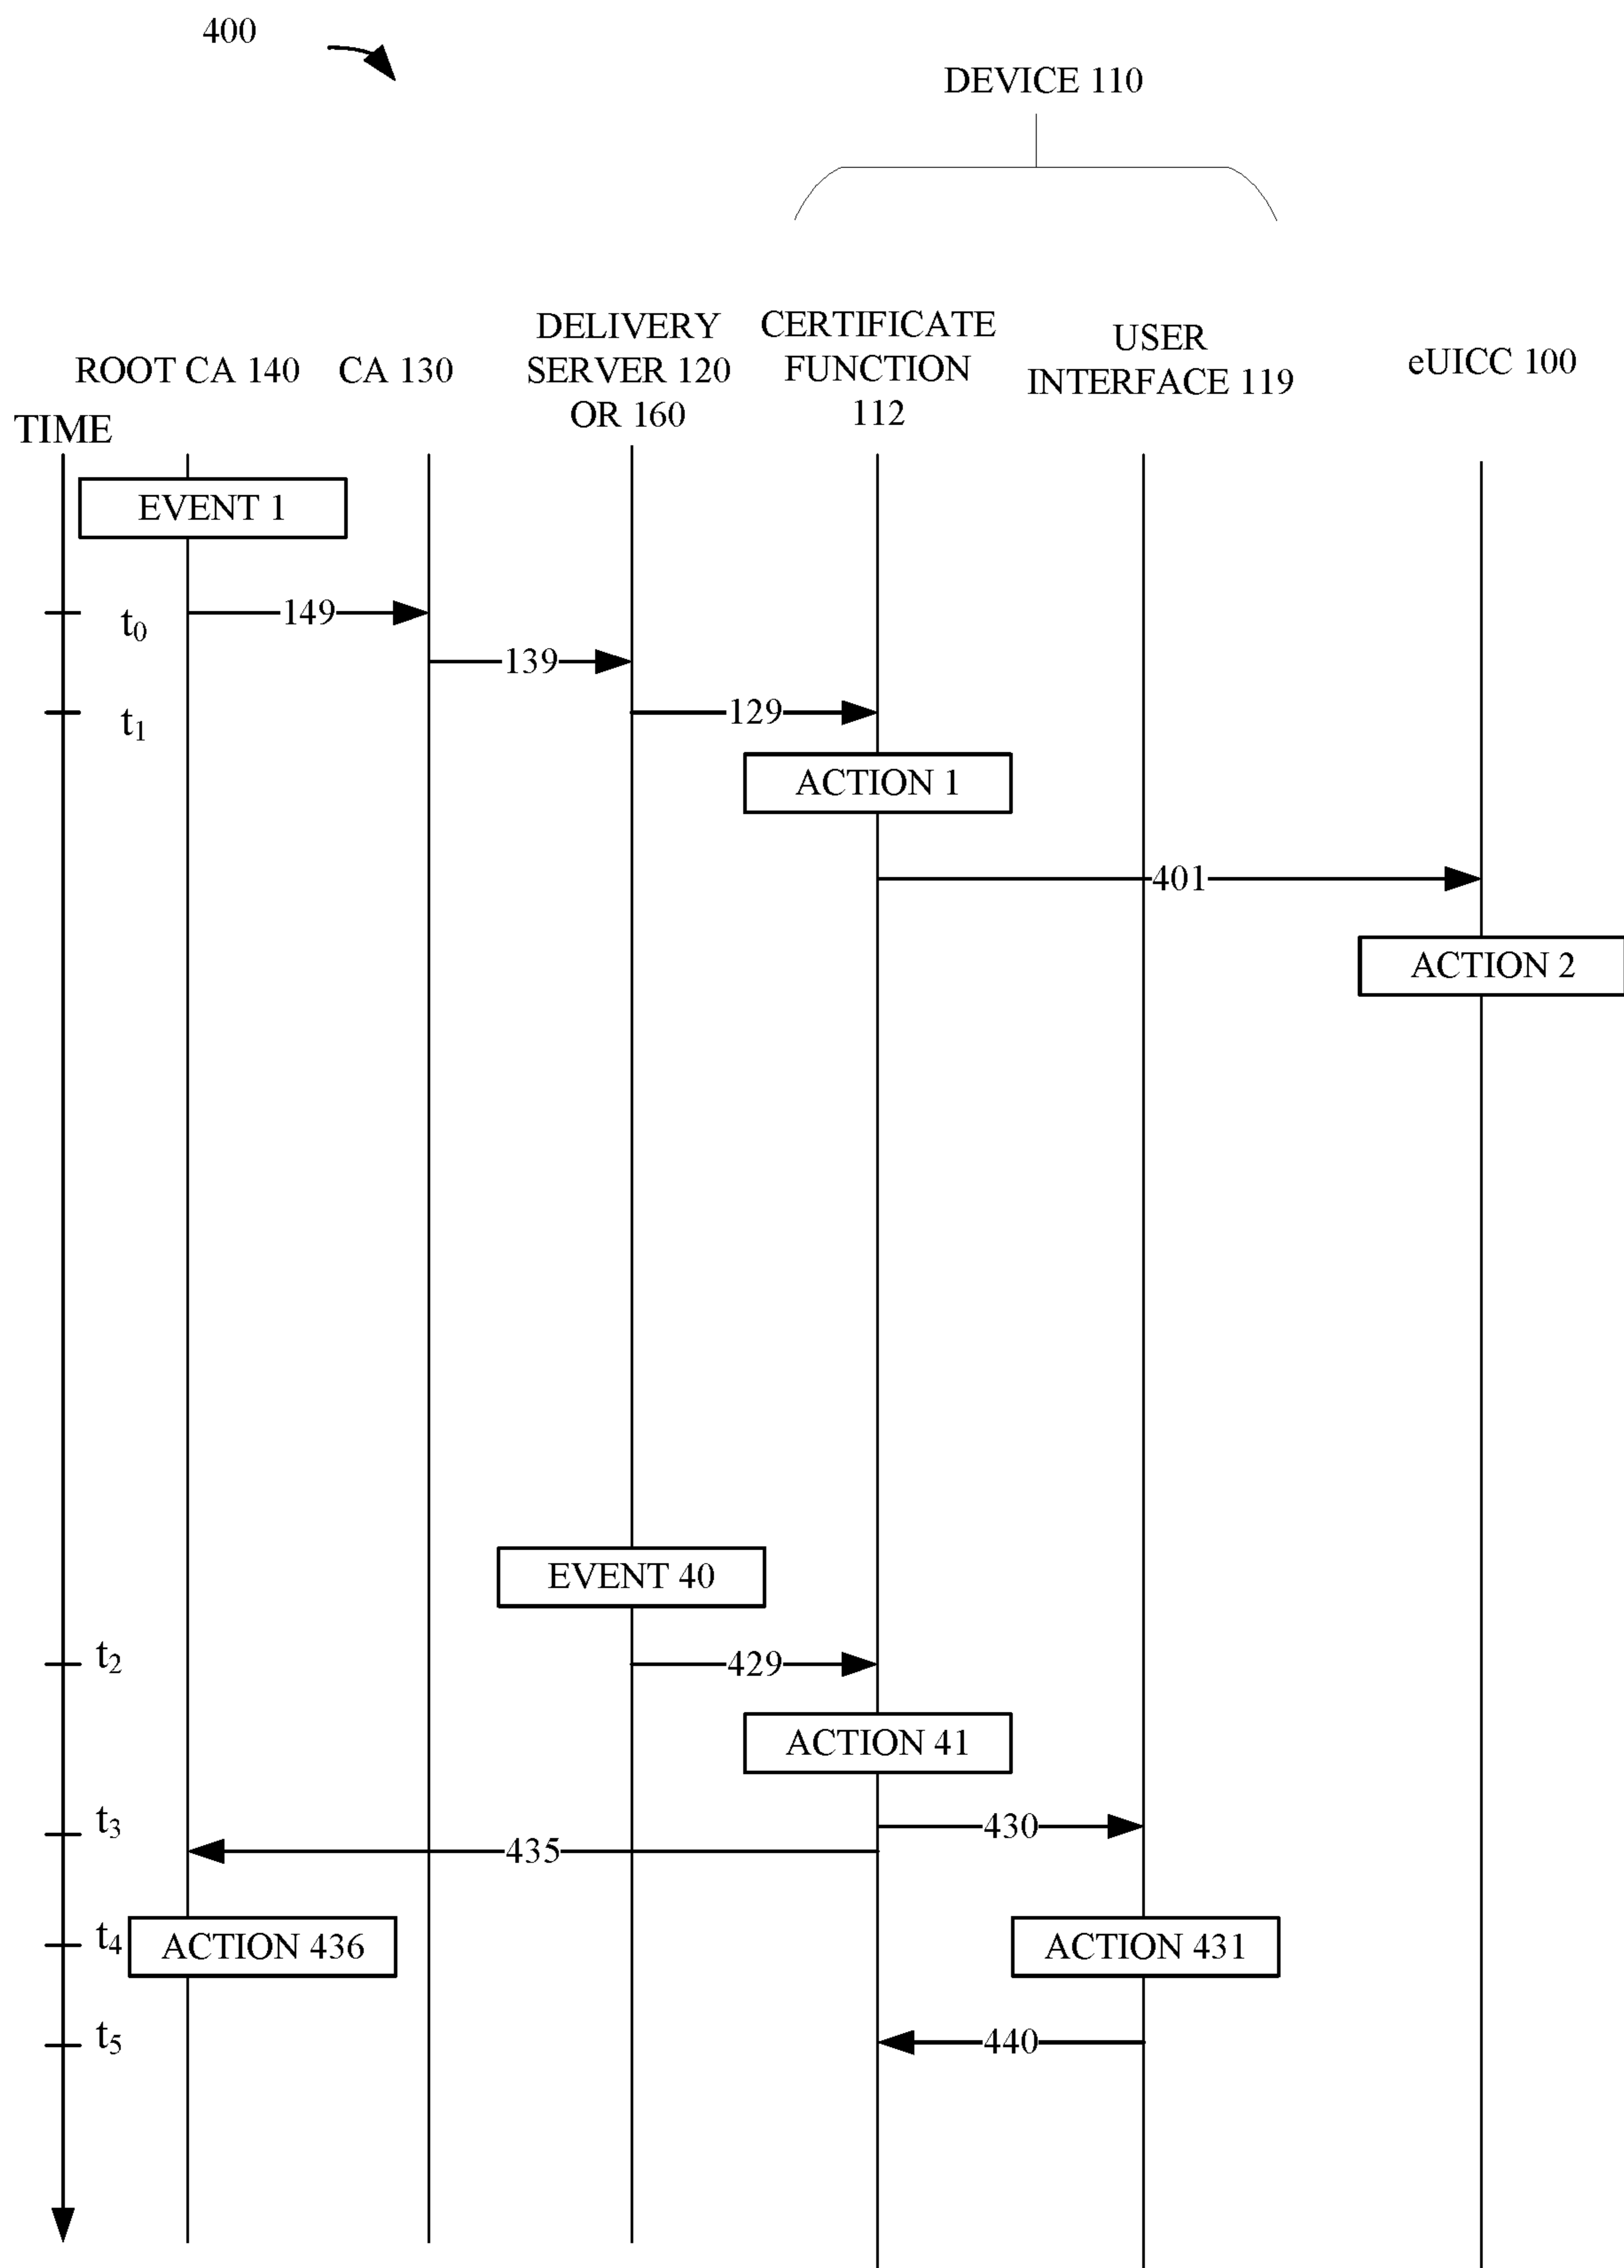 400
DEVICE 110
ROOT CA 140
CA 130
DELIVERY
SERVER 120
OR 160
CERTIFICATE
FUNCTION
112
USER
INTERFACE 119
eUICC 100
TIME
EVENT 1
t0
149
139
t1
129
ACTION 1
401
ACTION 2
EVENT 40
t2
429
ACTION 41
t3
430
435
t4
ACTION 436
ACTION 431
t5
440